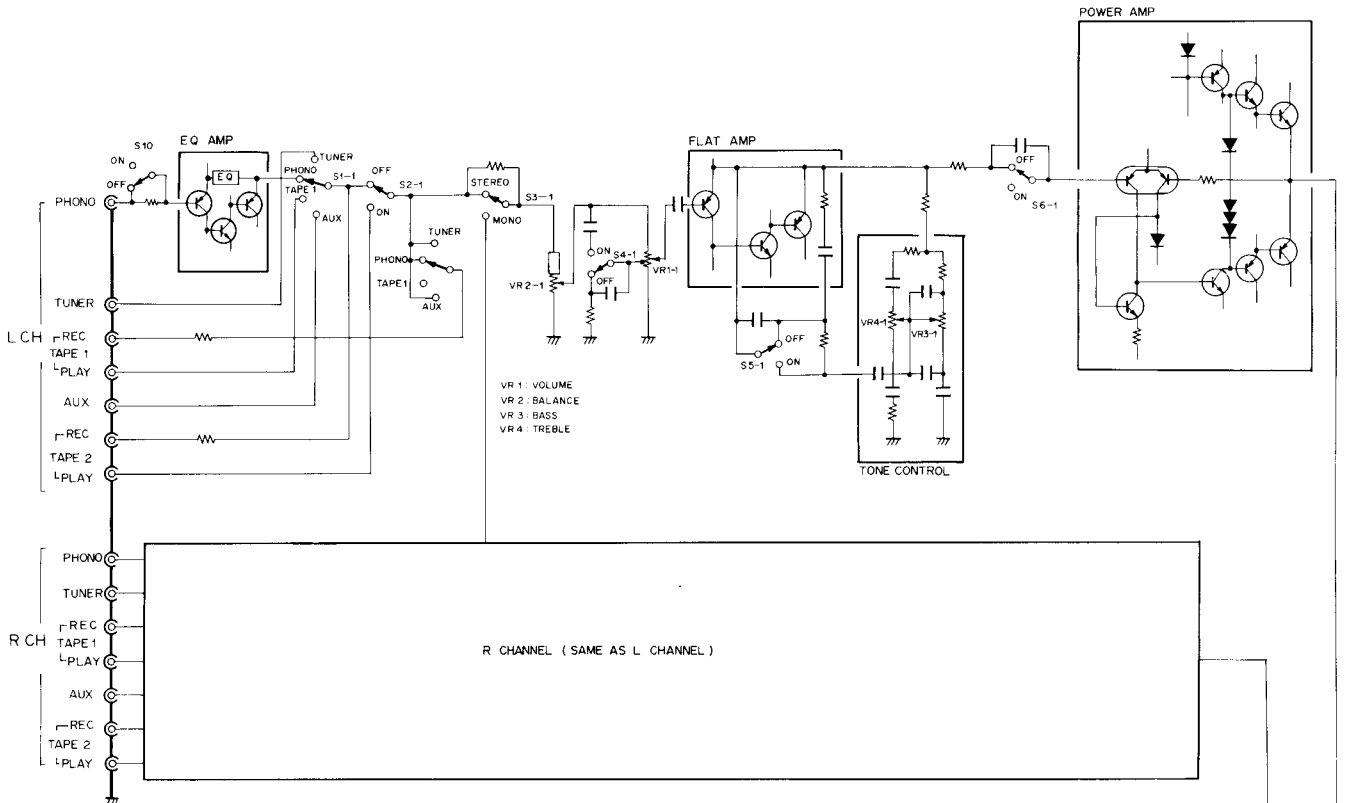 POWER AMP
EQ AMP
FLAT AMP
S10
ON
OFF
EQ
PHONO
TAPE 1
TUNER
AUX
S1-1
OFF
ON
S2-1
STEREO
MONO
S3-1
TUNER
PHONO
TAPE1
AUX
VR2-1
ON
OFF
S4-1
VR1-1
OFF
ON
S5-1
OFF
ON
S6-1
VR4-1
VR3-1
TONE CONTROL
VR 1 : VOLUME
VR 2 : BALANCE
VR 3 : BASS
VR 4 : TREBLE
L CH
PHONO
TUNER
REC
TAPE 1
PLAY
AUX
REC
TAPE 2
PLAY
R CH
PHONO
TUNER
REC
TAPE1
PLAY
AUX
REC
TAPE 2
PLAY
R CHANNEL ( SAME AS L CHANNEL )